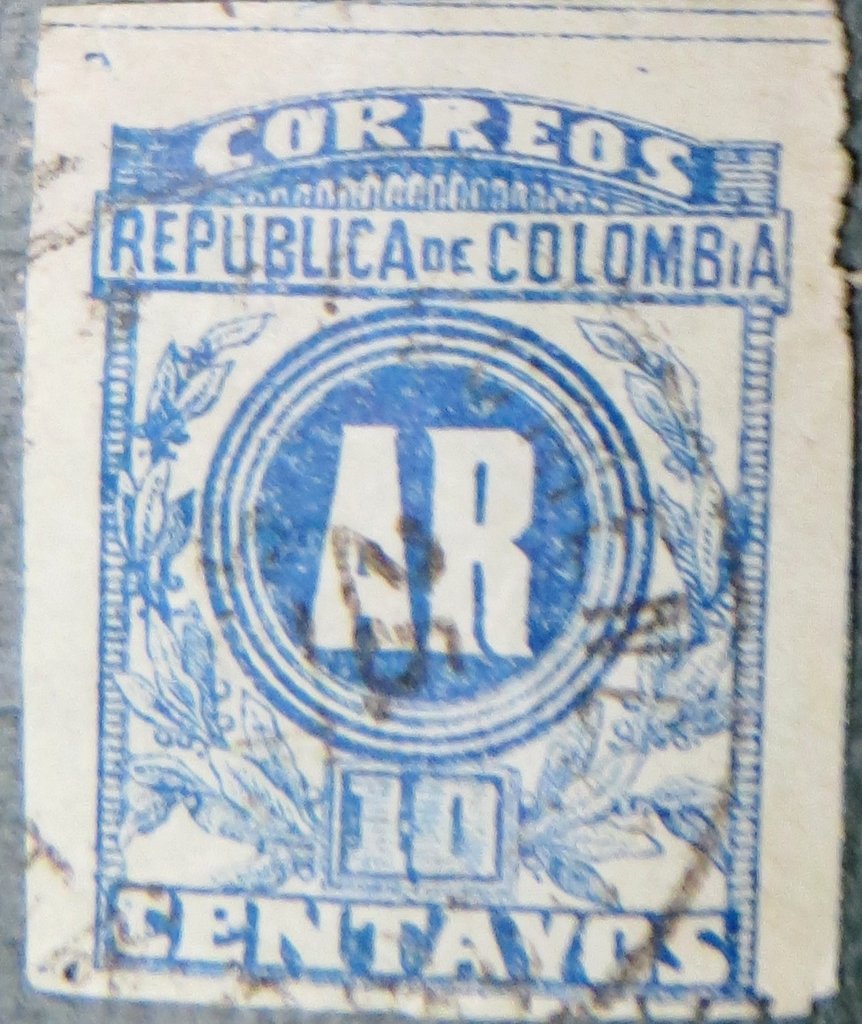 CORREOS
REPUBLICA DE COLOMBIA
AR
10
CENTAVOS